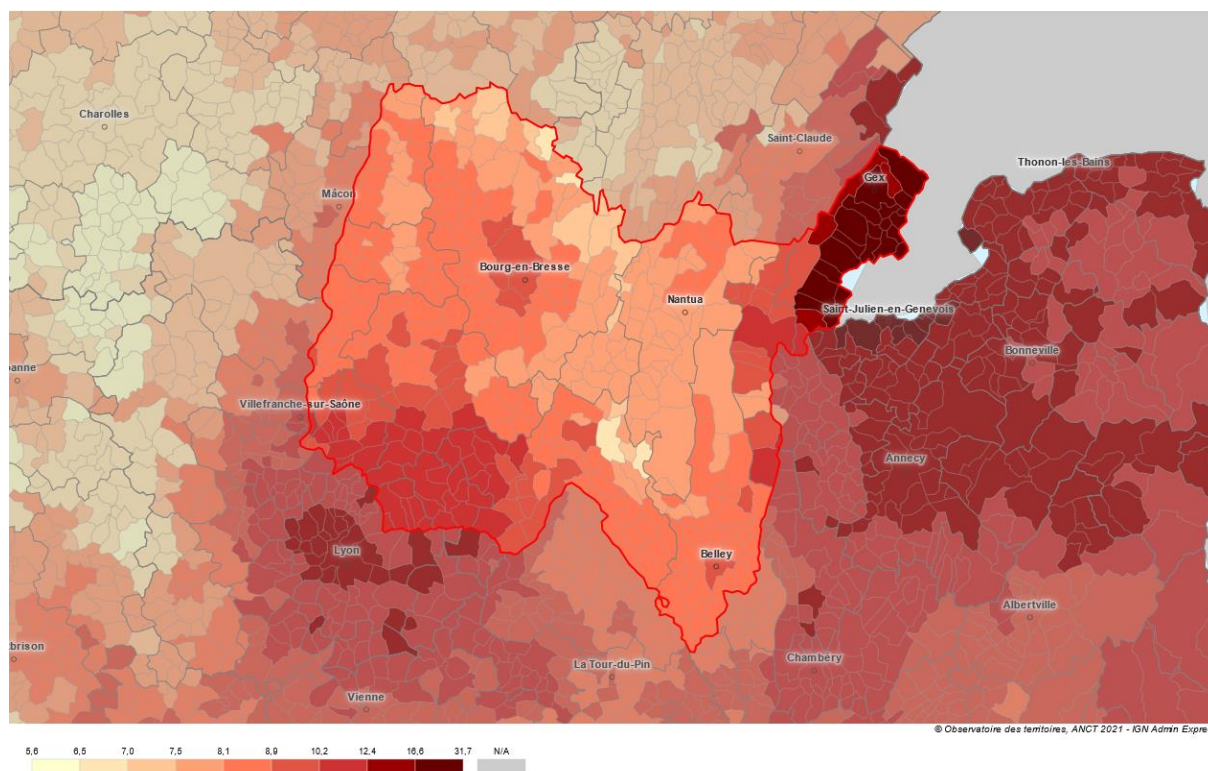 Charolles
Saint-Claude
Thonon-les-Bains
Gex
Mâcon
Bourg-en-Bresse
Nantua
Saint-Julien-en-Genevois
Bonneville
anne
Villefranche-sur-Saône
Annecy
Lyon
Belley
Albertville
brison
La Tour-du-Pin
Chambéry
Vienne
© Observatoire des territoires, ANCT 2021 - IGN Admin Expre
5,6 6,5 7,0 7,5 8,1 8,9 10,2 12,4 16,6 31,7 N/A